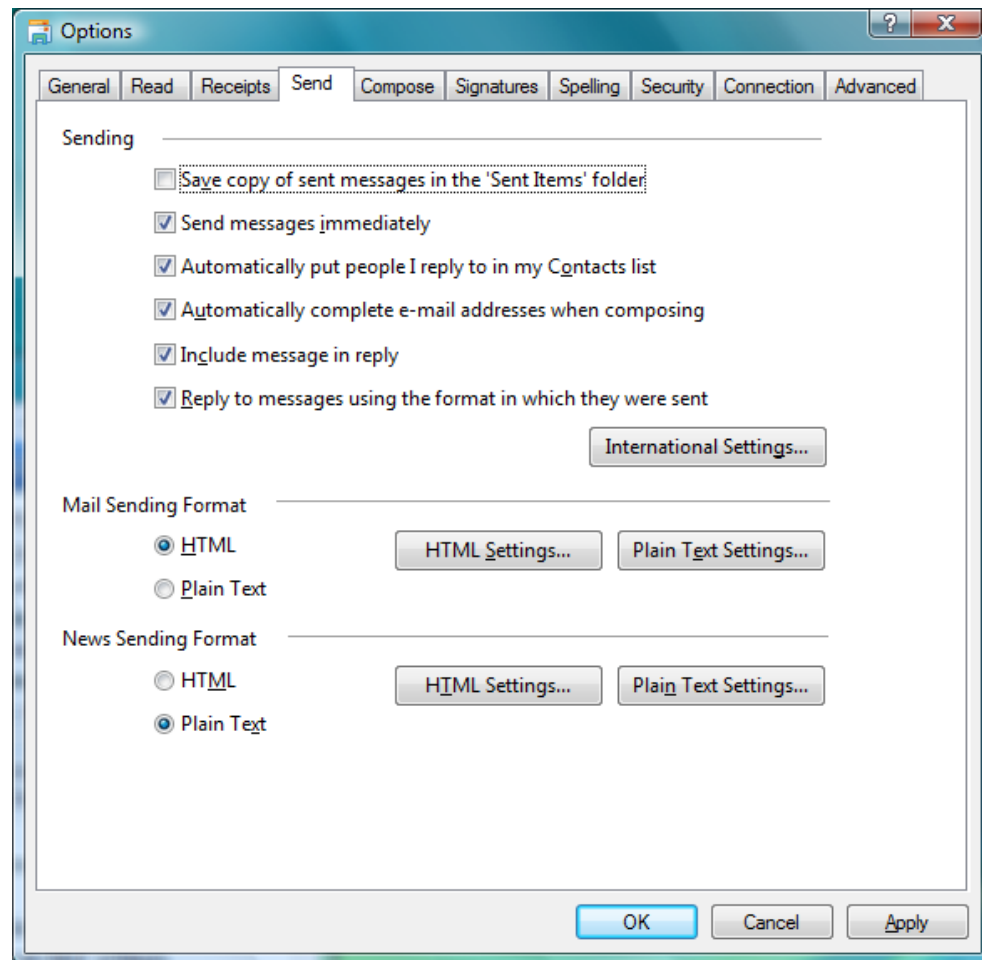 Options
General Read Receipts Send Compose Signatures Spelling Security Connection Advanced
Sending
Save copy of sent messages in the 'Sent Items' folder
Send messages immediately
Automatically put people I reply to in my Contacts list
Automatically complete e-mail addresses when composing
Include message in reply
Reply to messages using the format in which they were sent
International Settings...
Mail Sending Format
HTML HTML Settings... Plain Text Settings...
Plain Text
News Sending Format
HTML HTML Settings... Plain Text Settings...
Plain Text
OK Cancel Apply